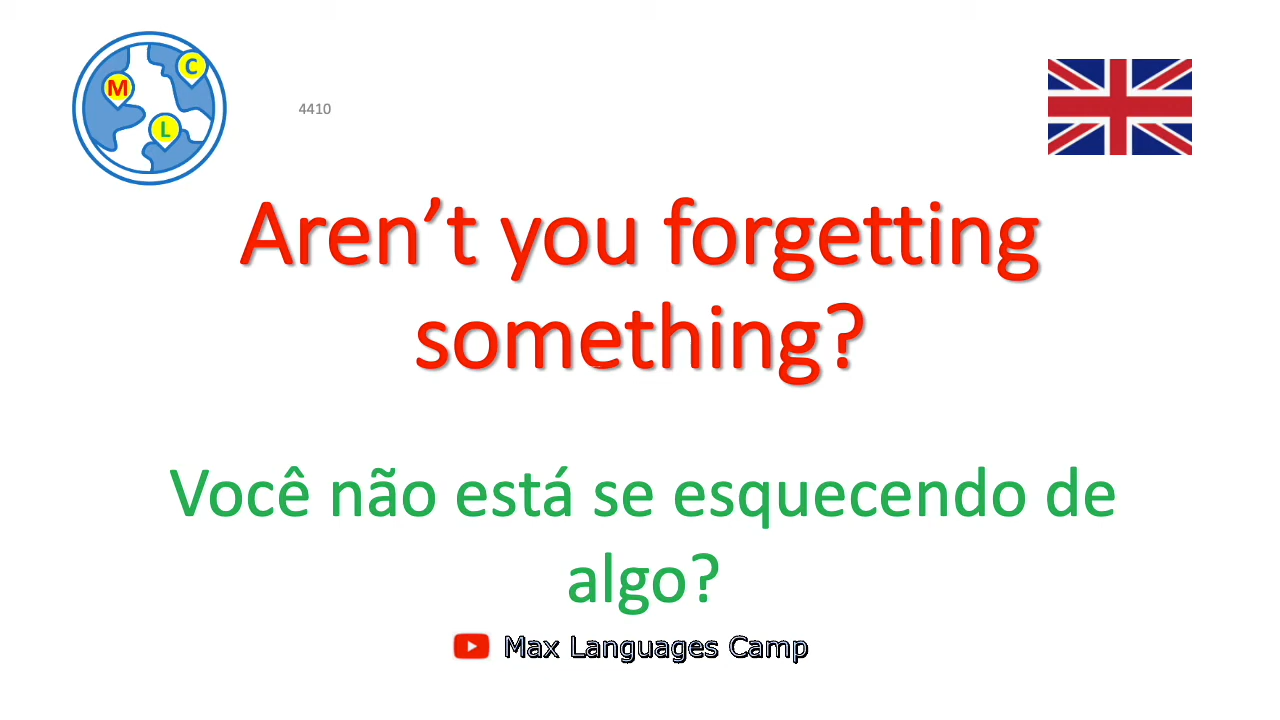 C
M
L
4410
Aren’t you forgetting
something?
Você não está se esquecendo de
algo?
Max Languages Camp